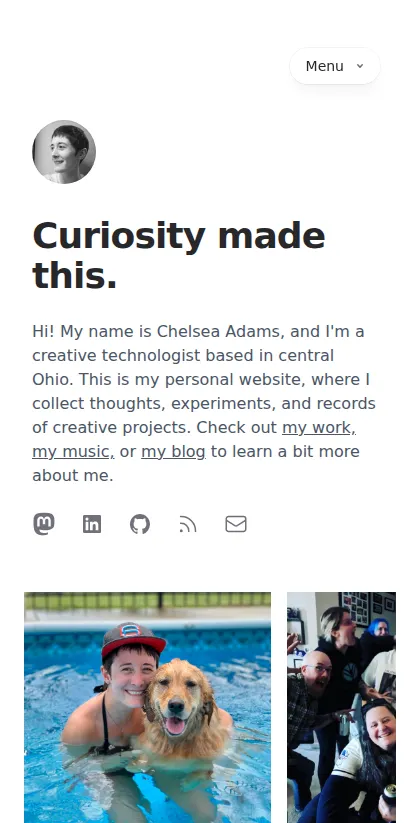 Menu
Curiosity made
this.
Hi! My name is Chelsea Adams, and I'm a
creative technologist based in central
Ohio. This is my personal website, where I
collect thoughts, experiments, and records
of creative projects. Check out my work,
my music, or my blog to learn a bit more
about me.